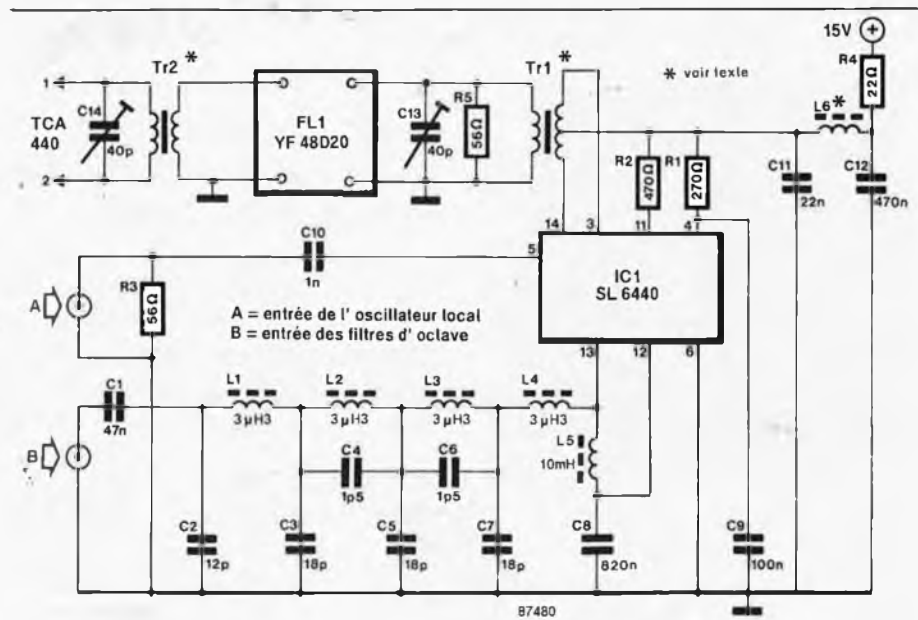 15V +
R4
22Ω
Tr2 *
Tr1 *
* voir texte
L6*
1
C14
40p
TCA
440
2
FL1
YF 48D20
C13
40p
R5
56Ω
R2
470Ω
R1
270Ω
C11
22n
C12
470n
14 3 11 4
C10
1n
5
IC1
SL 6440
A
R3
56Ω
A = entrée de l' oscillateur local
B = entrée des filtres d' octave
13 12 6
C1
47n
L1
3µH3
L2
3µH3
L3
3µH3
L4
3µH3
B
C4
1p5
C6
1p5
L5
10mH
C2
12p
C3
18p
C5
18p
C7
18p
C8
820n
C9
100n
87480